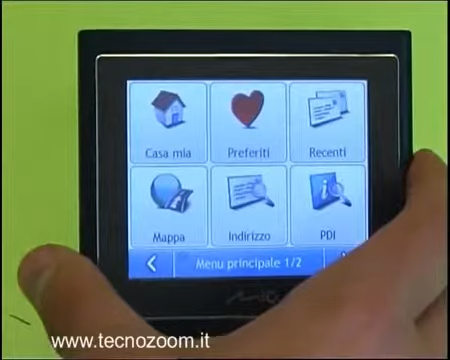 Casa mia
Preferiti
Recenti
Mappa
Indirizzo
PDI
Menu principale 1/2
www.tecnozoom.it